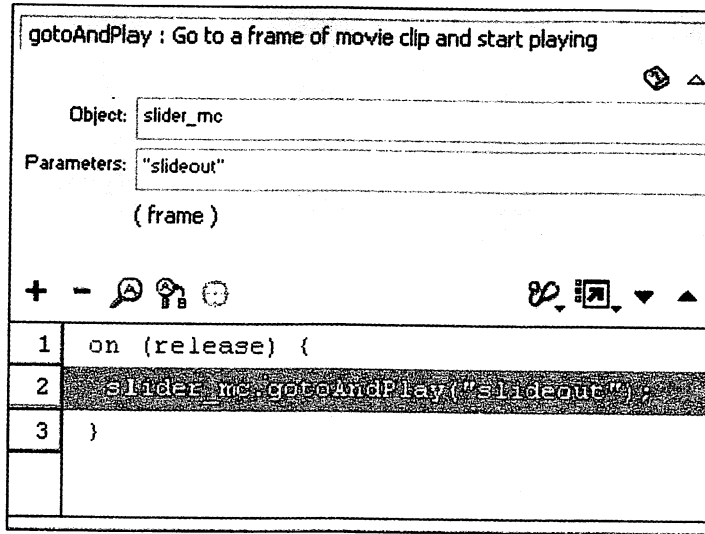 gotoAndPlay : Go to a frame of movie clip and start playing
Object: slider_mc
Parameters: "slideout"
( frame )
1 on (release) {
2 slider_mc.gotoAndPlay("slideout");
3 }